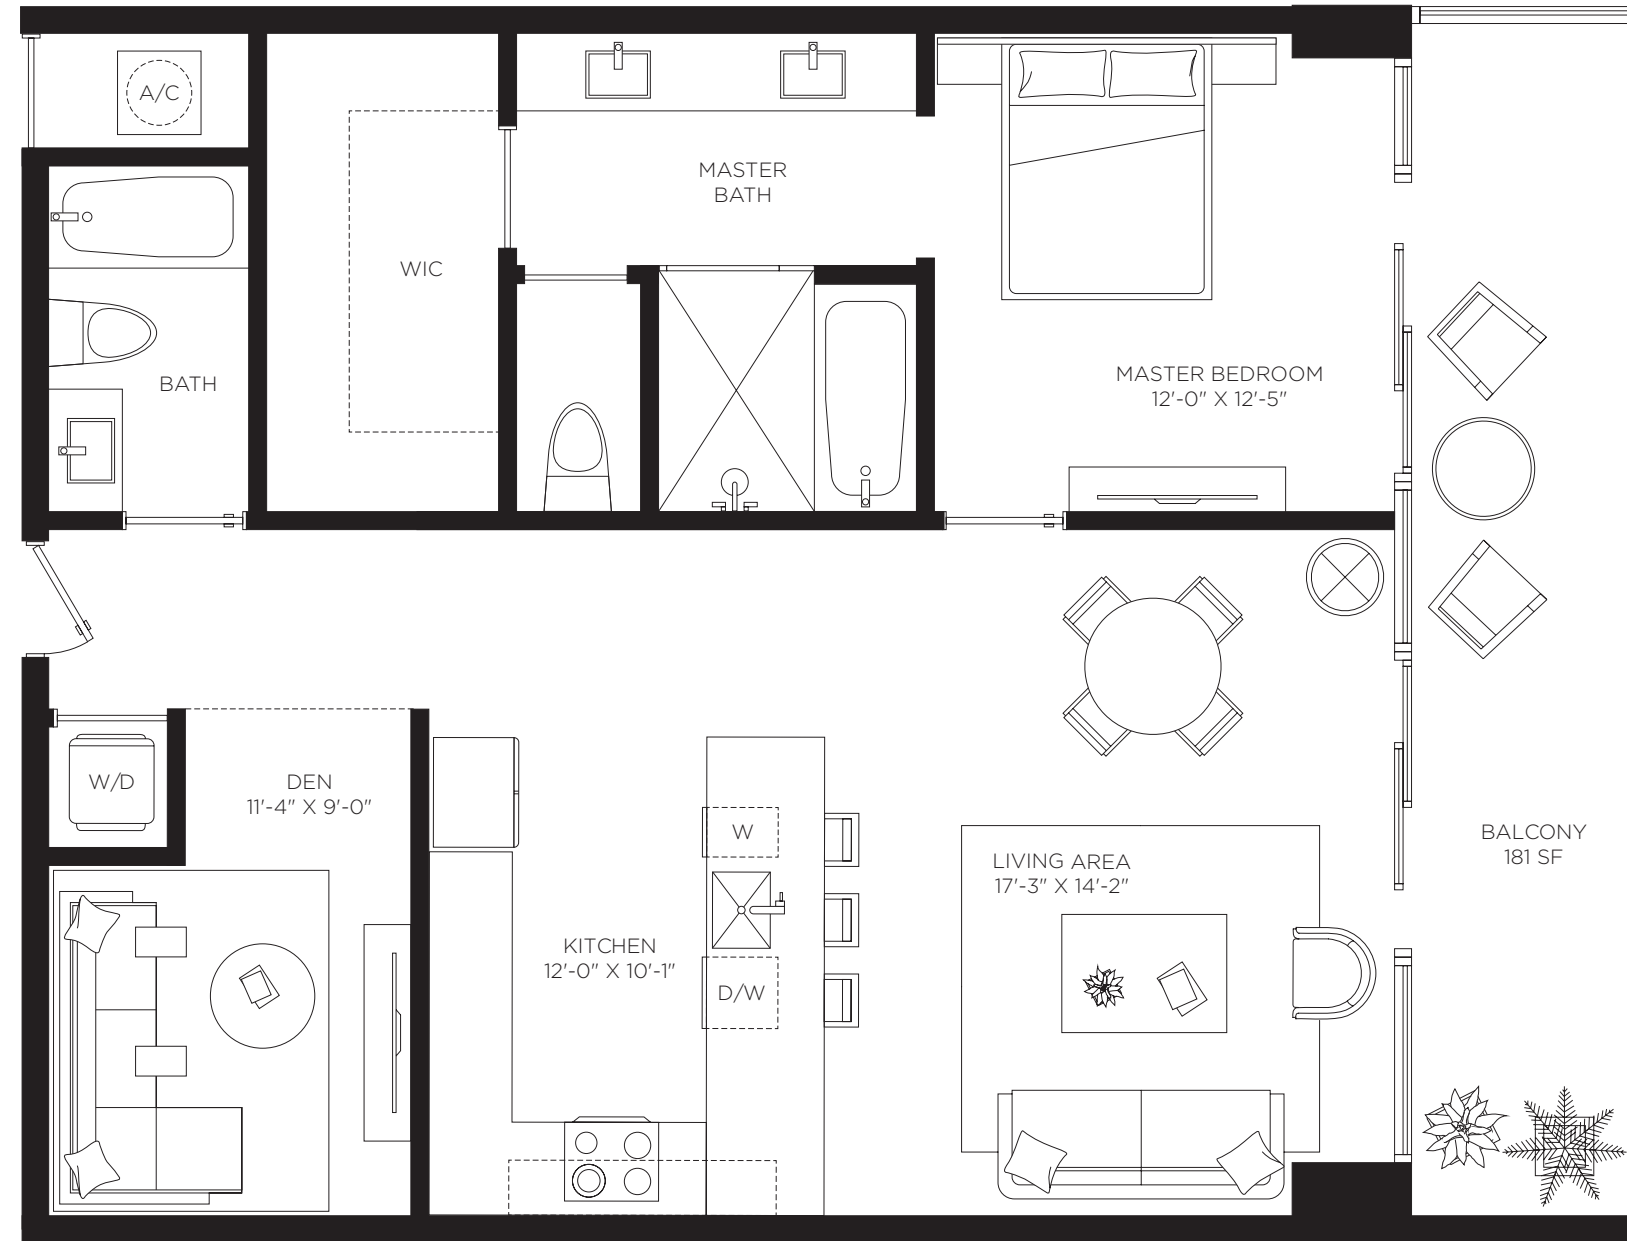 A/C
MASTER
BATH
WIC
BATH
MASTER BEDROOM
12'-0" X 12'-5"
W/D
DEN
11'-4" X 9'-0"
W
D/W
KITCHEN
12'-0" X 10'-1"
LIVING AREA
17'-3" X 14'-2"
BALCONY
181 SF